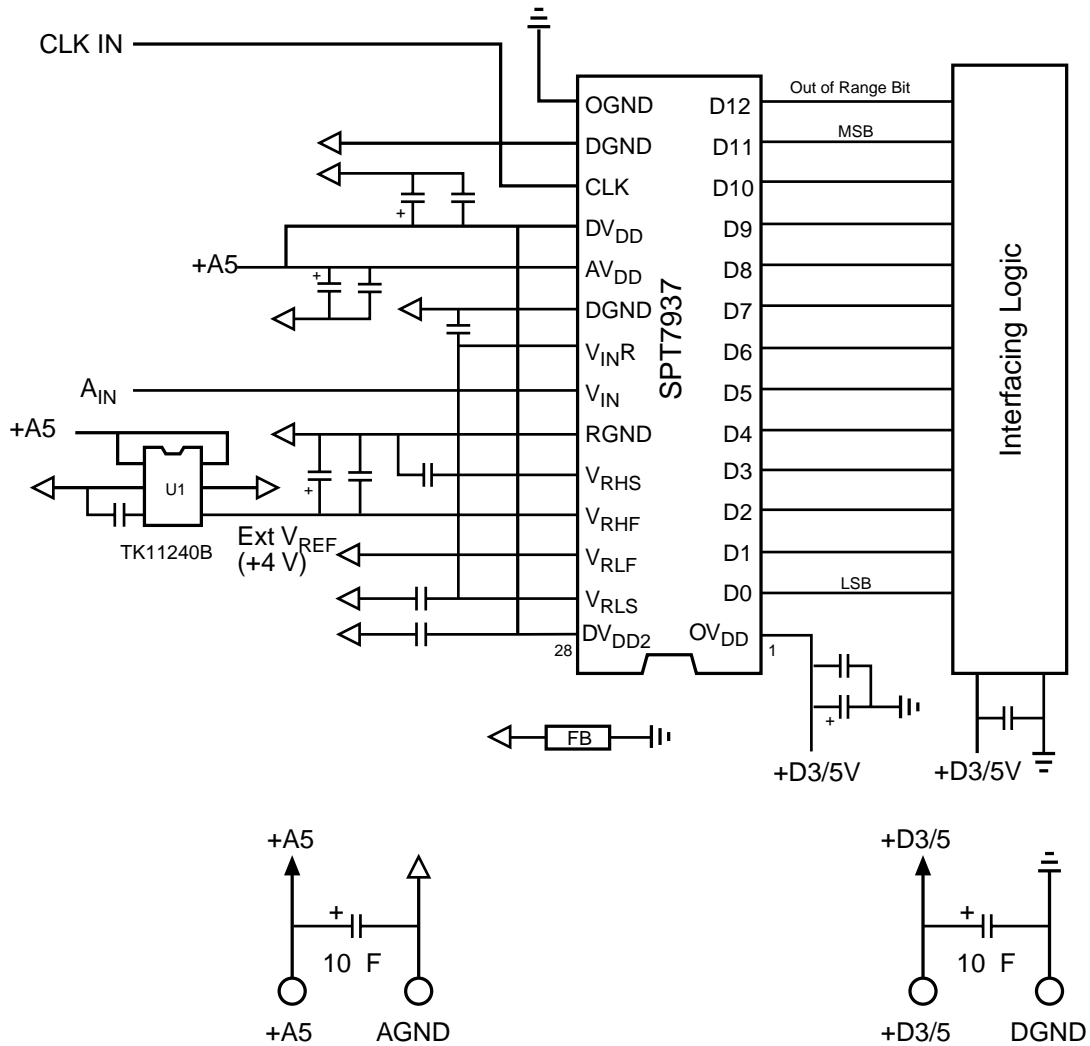 CLK IN
OGND
DGND
CLK
DVDD
AVDD
DGND
VINR
VIN
RGND
VRHS
VRHF
VRLF
VRLS
DVDD2
28
SPT7937
D12
D11
D10
D9
D8
D7
D6
D5
D4
D3
D2
D1
D0
OVDD
1
Out of Range Bit
MSB
LSB
Interfacing Logic
+
+A5
+
AIN
+A5
U1
TK11240B
+
Ext VREF
(+4 V)
FB
+
+D3/5V
+D3/5V
+A5
+
10 F
+A5
AGND
+D3/5
+
10 F
+D3/5
DGND